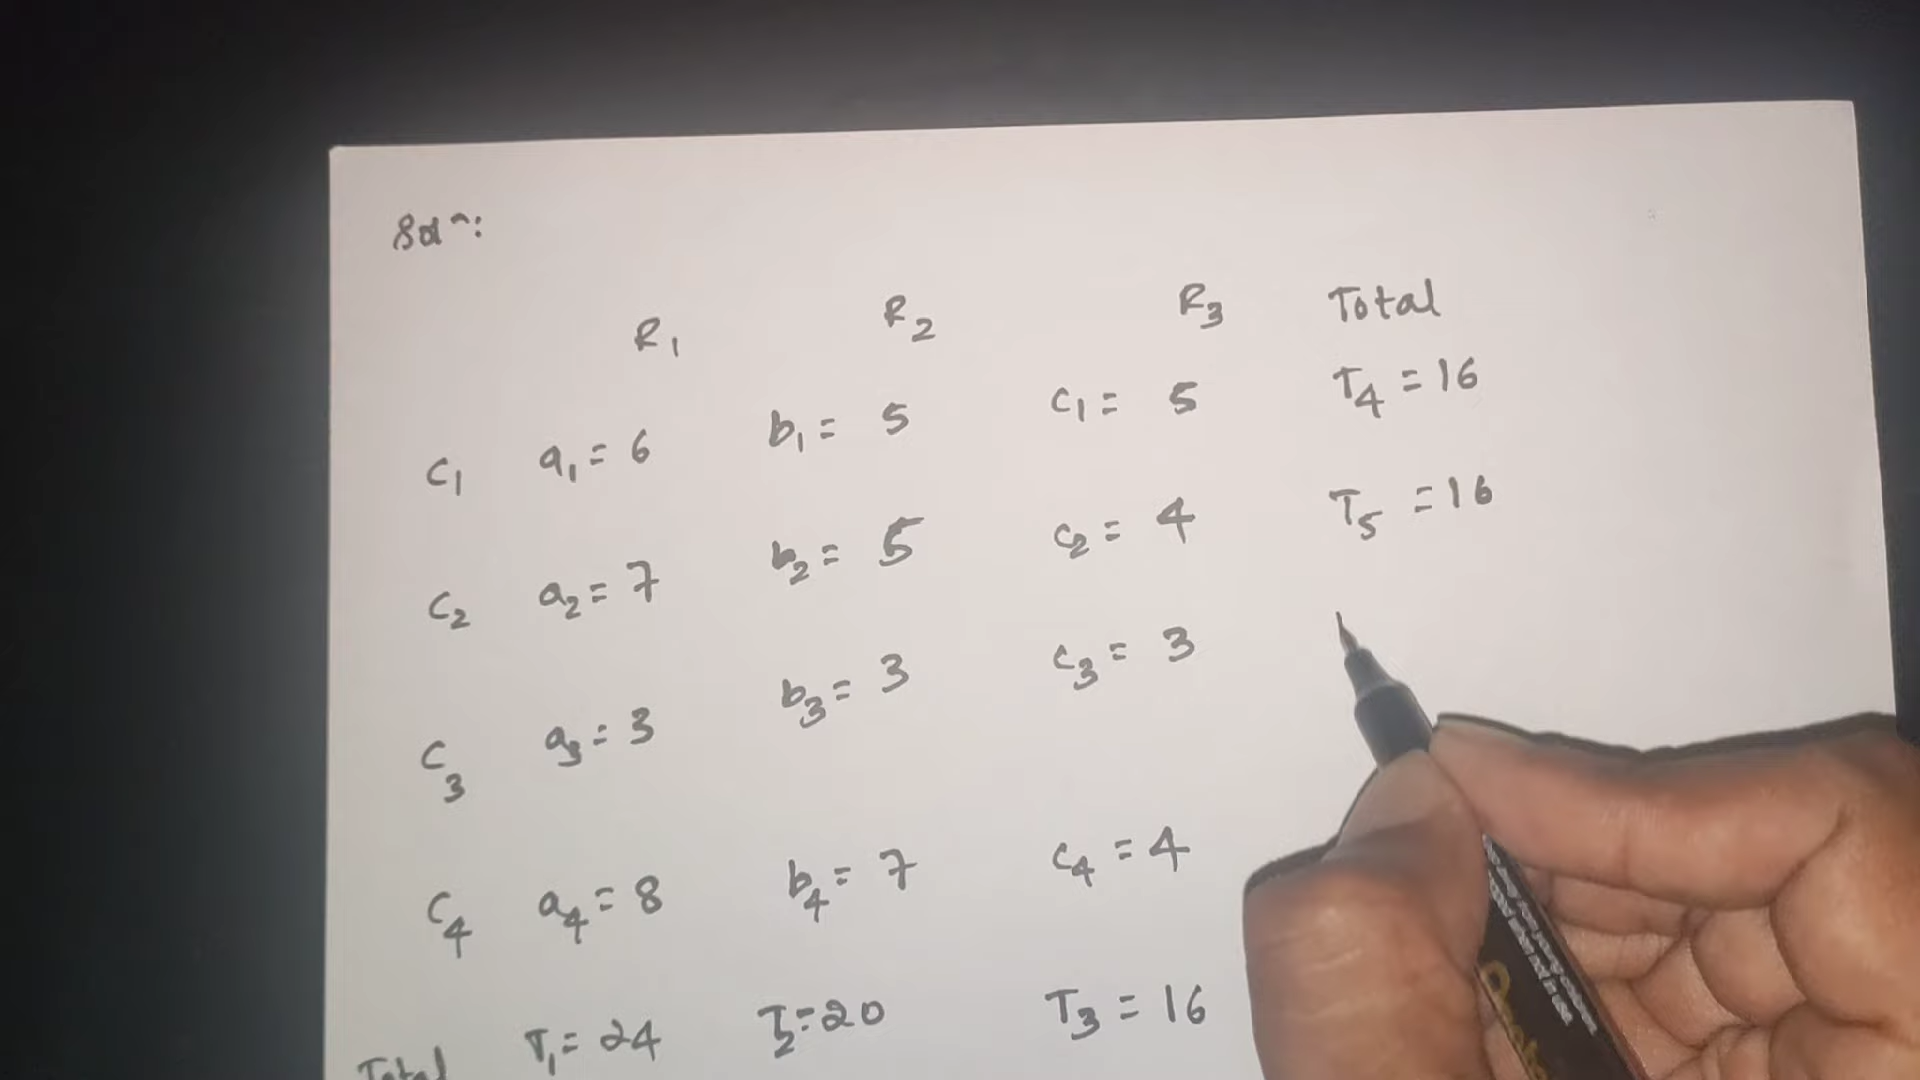 Solⁿ:
R1 R2 R3 Total
C1 a1 = 6 b1 = 5 c1 = 5 T4 = 16
C2 a2 = 7 b2 = 5 c2 = 4 T5 = 16
C3 a3 = 3 b3 = 3 c3 = 3
C4 a4 = 8 b4 = 7 c4 = 4
Total T1 = 24 T2 = 20 T3 = 16